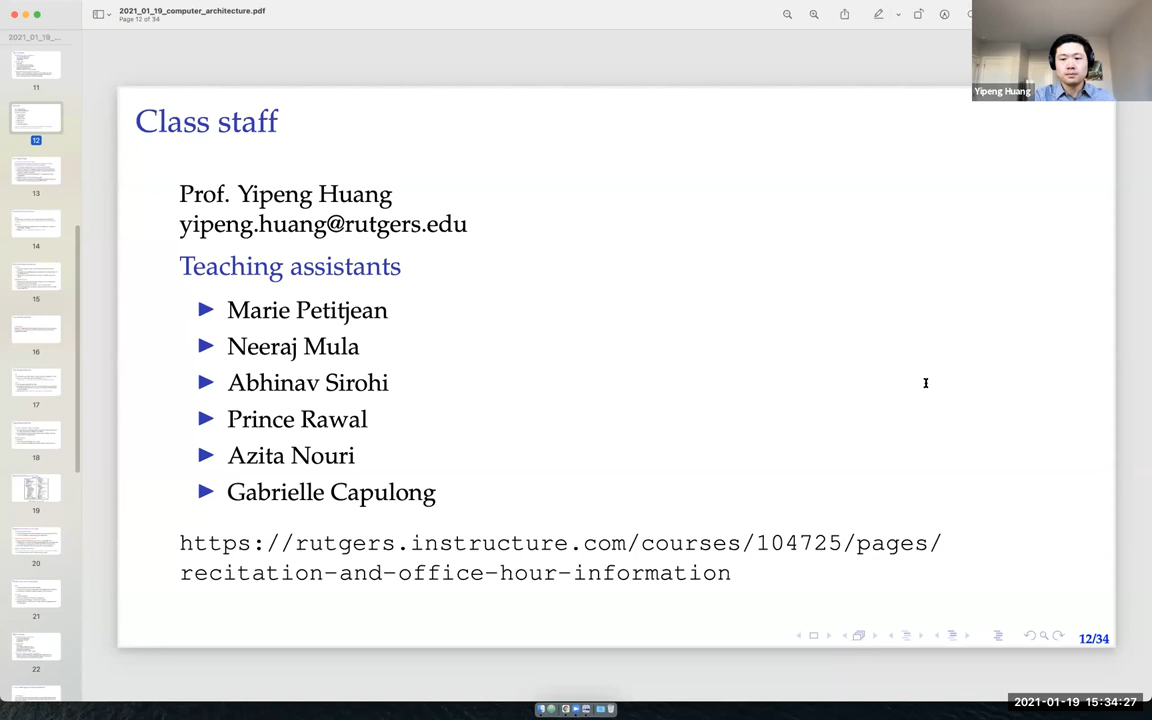 2021_01_19_computer_architecture.pdf
Page 12 of 34
2021_01_19_...
11
12
13
14
15
16
17
18
19
20
21
22
Yipeng Huang
Class staff
Prof. Yipeng Huang
yipeng.huang@rutgers.edu
Teaching assistants
Marie Petitjean
Neeraj Mula
Abhinav Sirohi
Prince Rawal
Azita Nouri
Gabrielle Capulong
https://rutgers.instructure.com/courses/104725/pages/
recitation-and-office-hour-information
12/34
2021-01-19 15:34:27